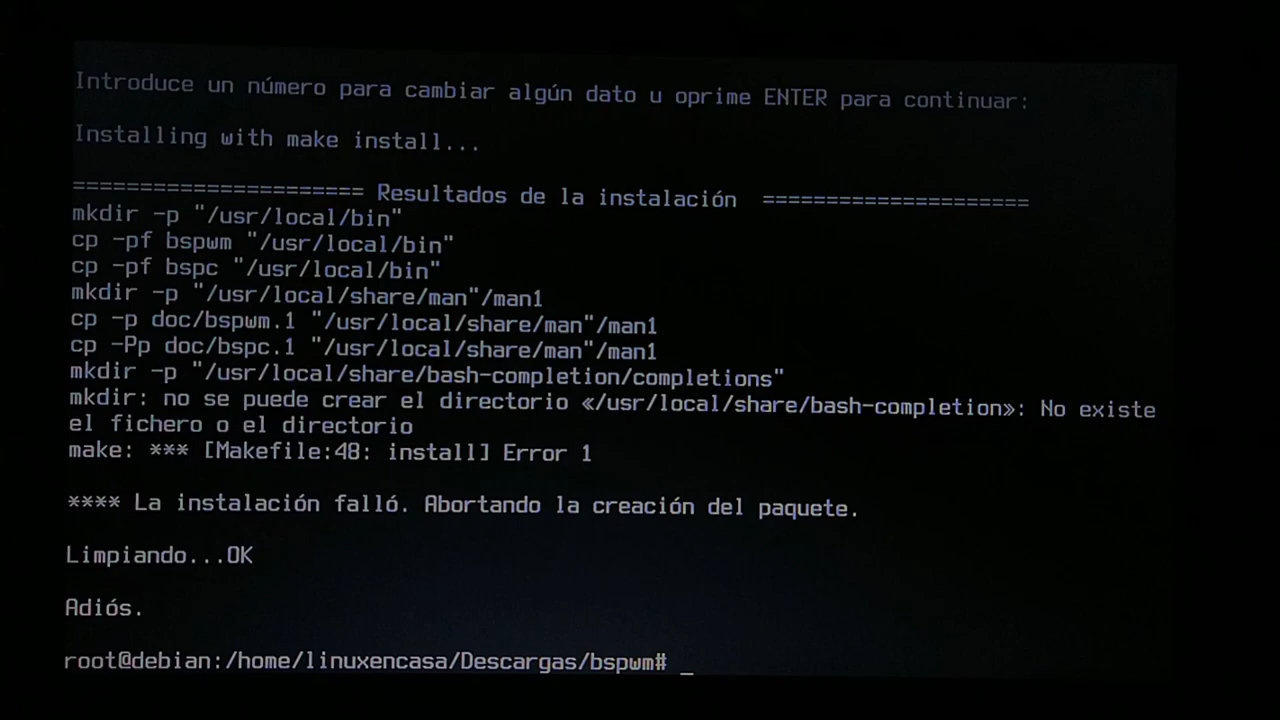 Introduce un número para cambiar algún dato u oprime ENTER para continuar:
Installing with make install...
====================== Resultados de la instalación ====================
mkdir -p "/usr/local/bin"
cp -pf bspwm "/usr/local/bin"
cp -pf bspc "/usr/local/bin"
mkdir -p "/usr/local/share/man"/man1
cp -p doc/bspwm.1 "/usr/local/share/man"/man1
cp -Pp doc/bspc.1 "/usr/local/share/man"/man1
mkdir -p "/usr/local/share/bash-completion/completions"
mkdir: no se puede crear el directorio «/usr/local/share/bash-completion»: No existe
el fichero o el directorio
make: *** [Makefile:48: install] Error 1
**** La instalación falló. Abortando la creación del paquete.
Limpiando...OK
Adiós.
root@debian:/home/linuxencasa/Descargas/bspwm# _